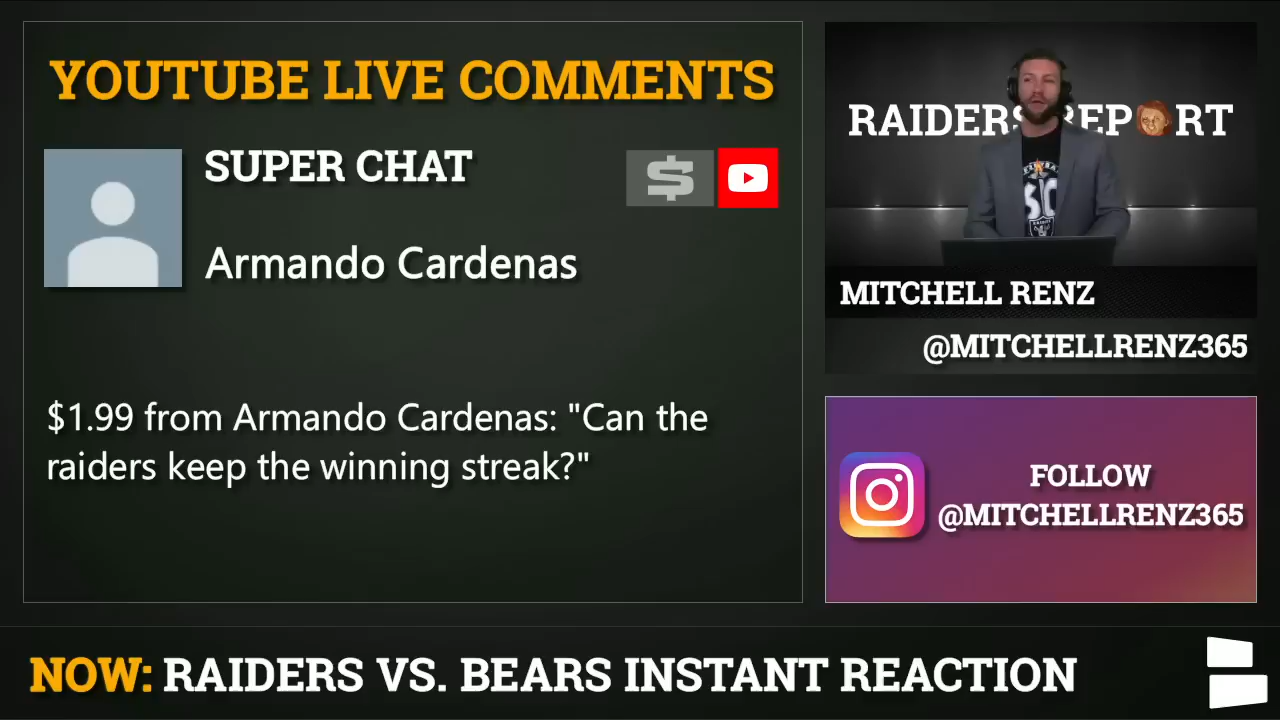 YOUTUBE LIVE COMMENTS
SUPER CHAT
Armando Cardenas
$1.99 from Armando Cardenas: "Can the
raiders keep the winning streak?"
RAIDERS REPORT
MITCHELL RENZ
@MITCHELLRENZ365
FOLLOW
@MITCHELLRENZ365
NOW: RAIDERS VS. BEARS INSTANT REACTION